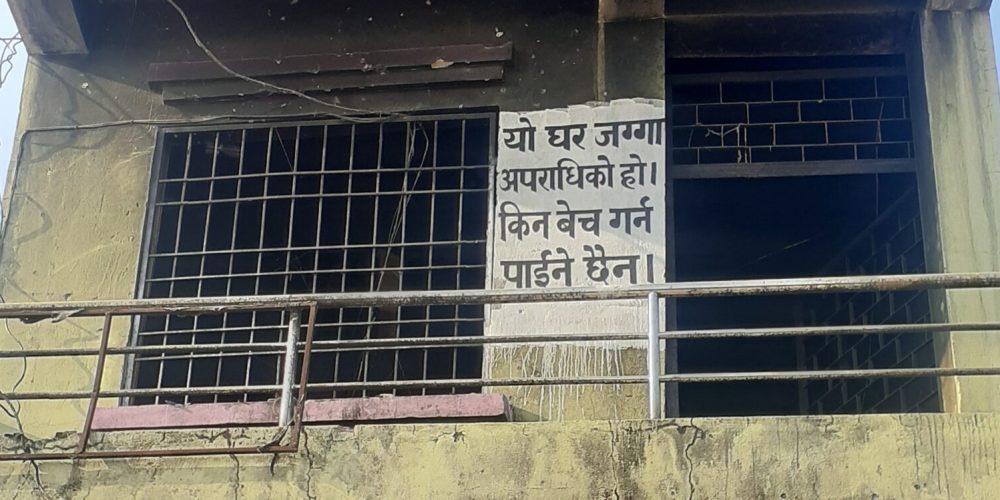 यो घर जग्गा
अपराधिको हो।
किन बेच गर्न
पाईने छैन।